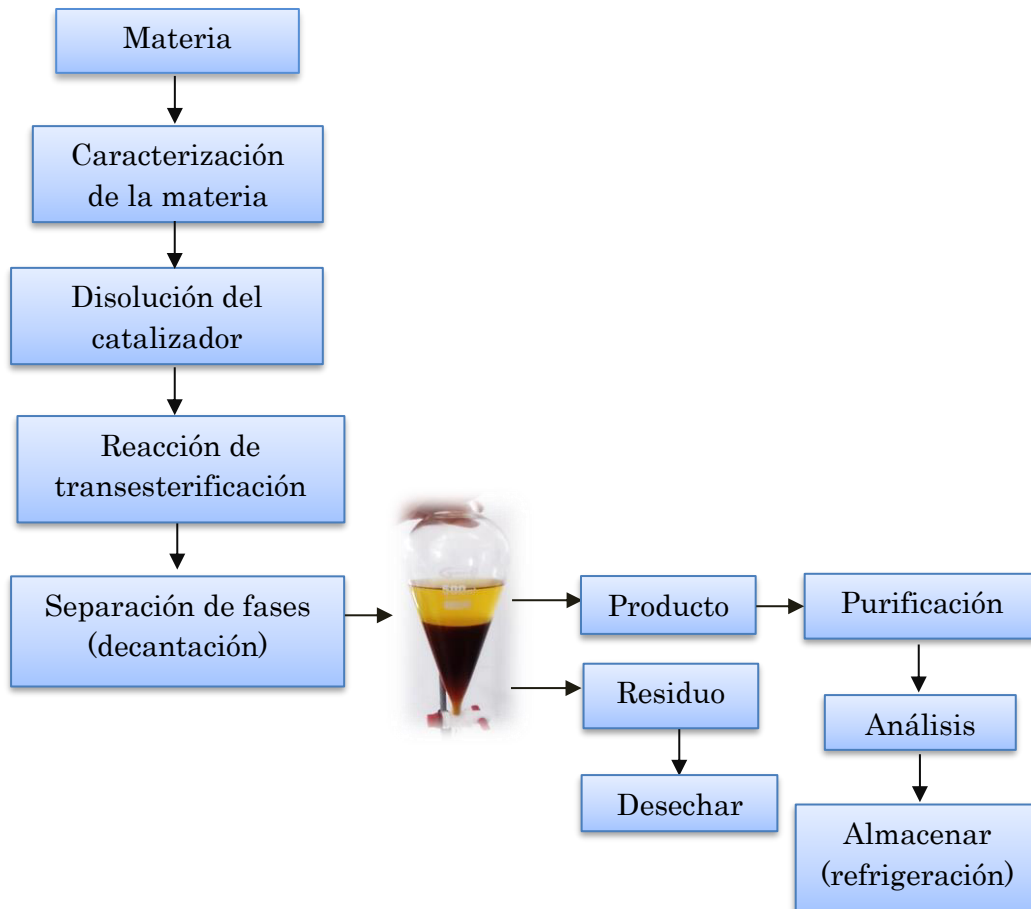 Materia
Caracterización
de la materia
Disolución del
catalizador
Reacción de
transesterificación
Separación de fases
(decantación)
Producto
Purificación
Residuo
Análisis
Desechar
Almacenar
(refrigeración)